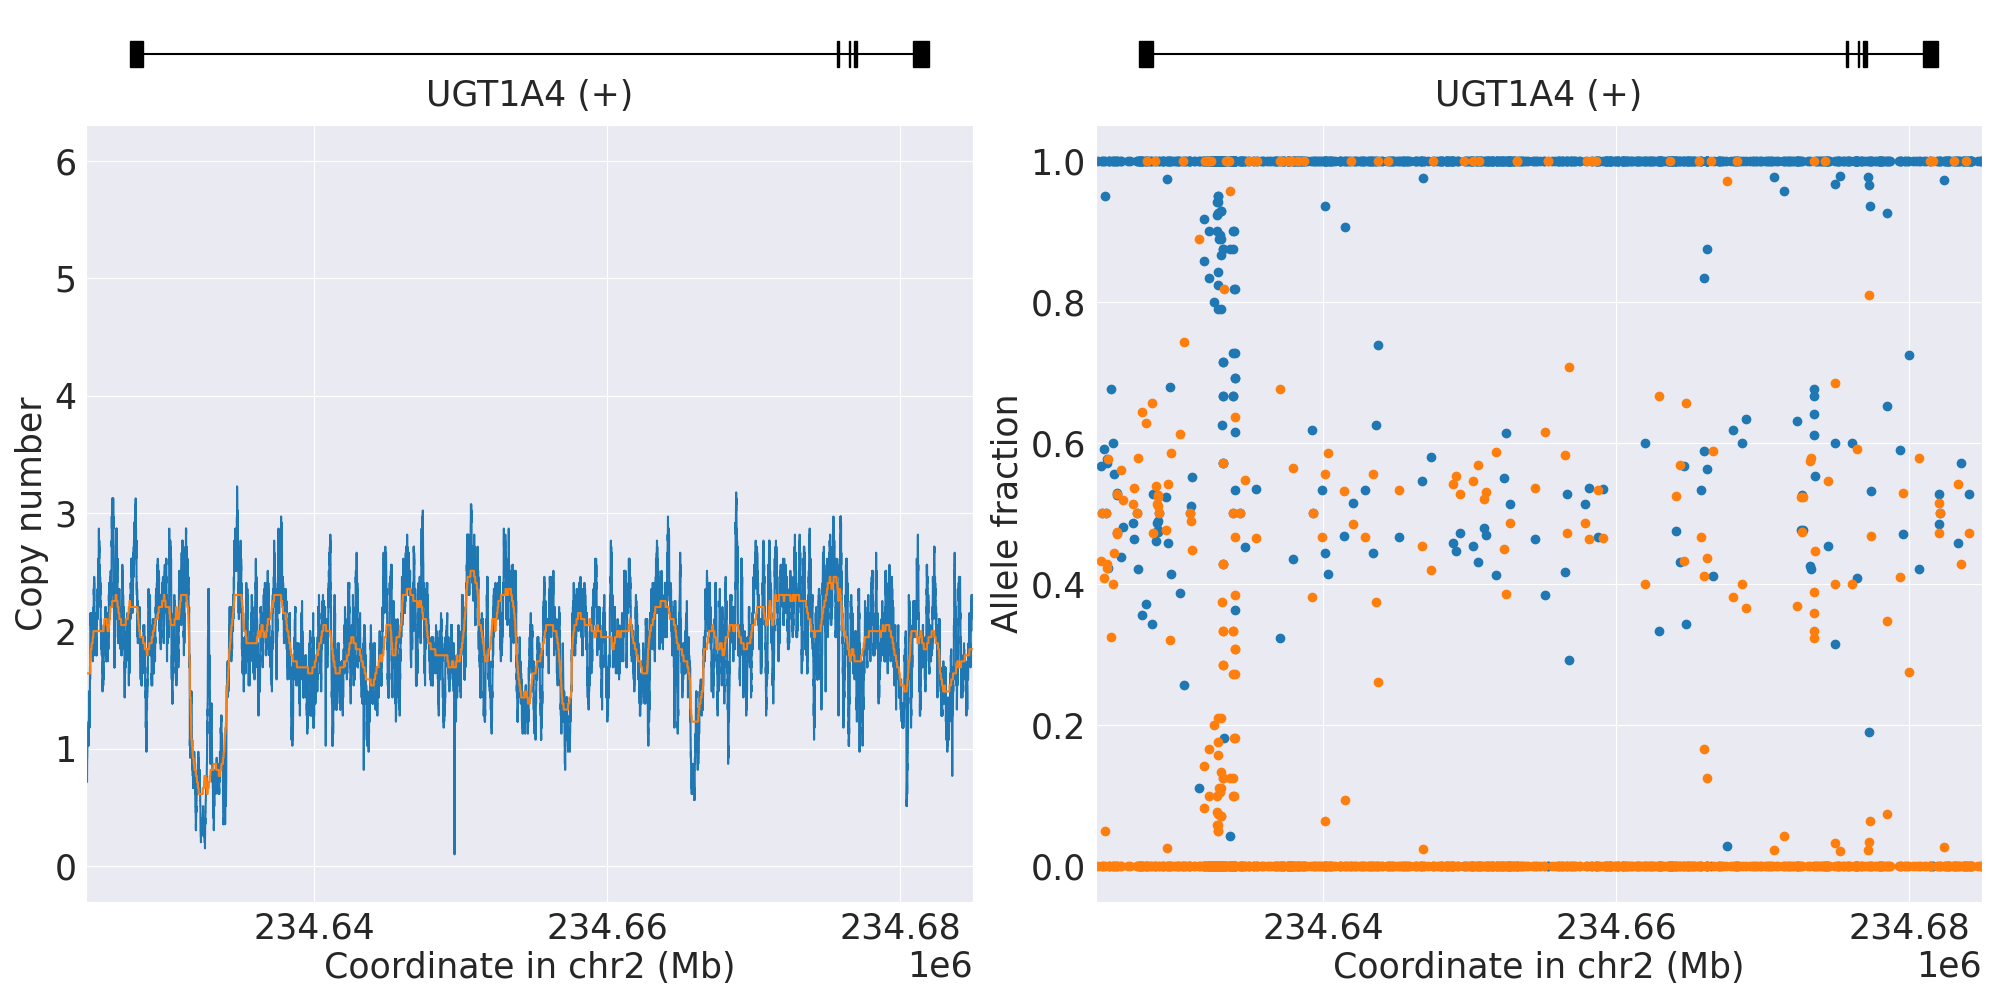 UGT1A4 (+)
6
5
4
3
2
1
0
Copy number
234.64 234.66 234.68
Coordinate in chr2 (Mb)
1e6
UGT1A4 (+)
1.0
0.8
0.6
0.4
0.2
0.0
Allele fraction
234.64 234.66 234.68
Coordinate in chr2 (Mb)
1e6